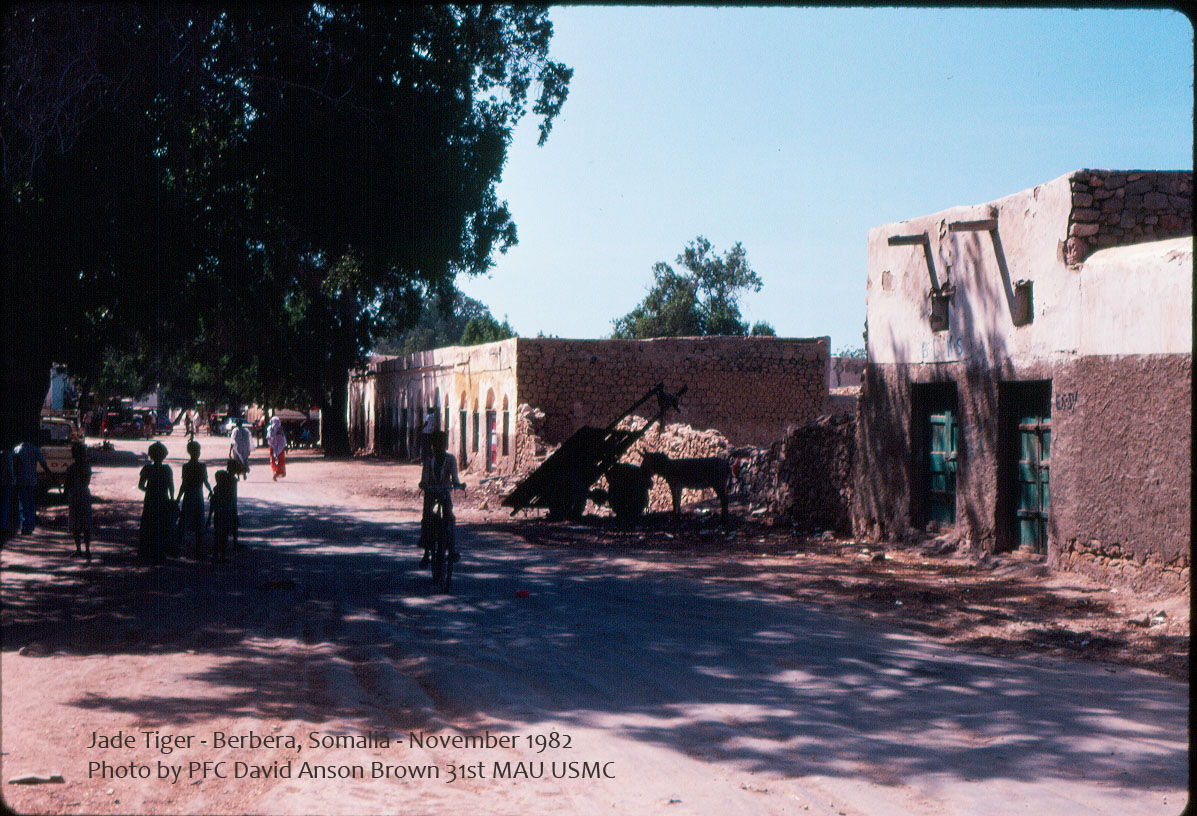 Jade Tiger - Berbera, Somalia - November 1982
Photo by PFC David Anson Brown 31st MAU USMC